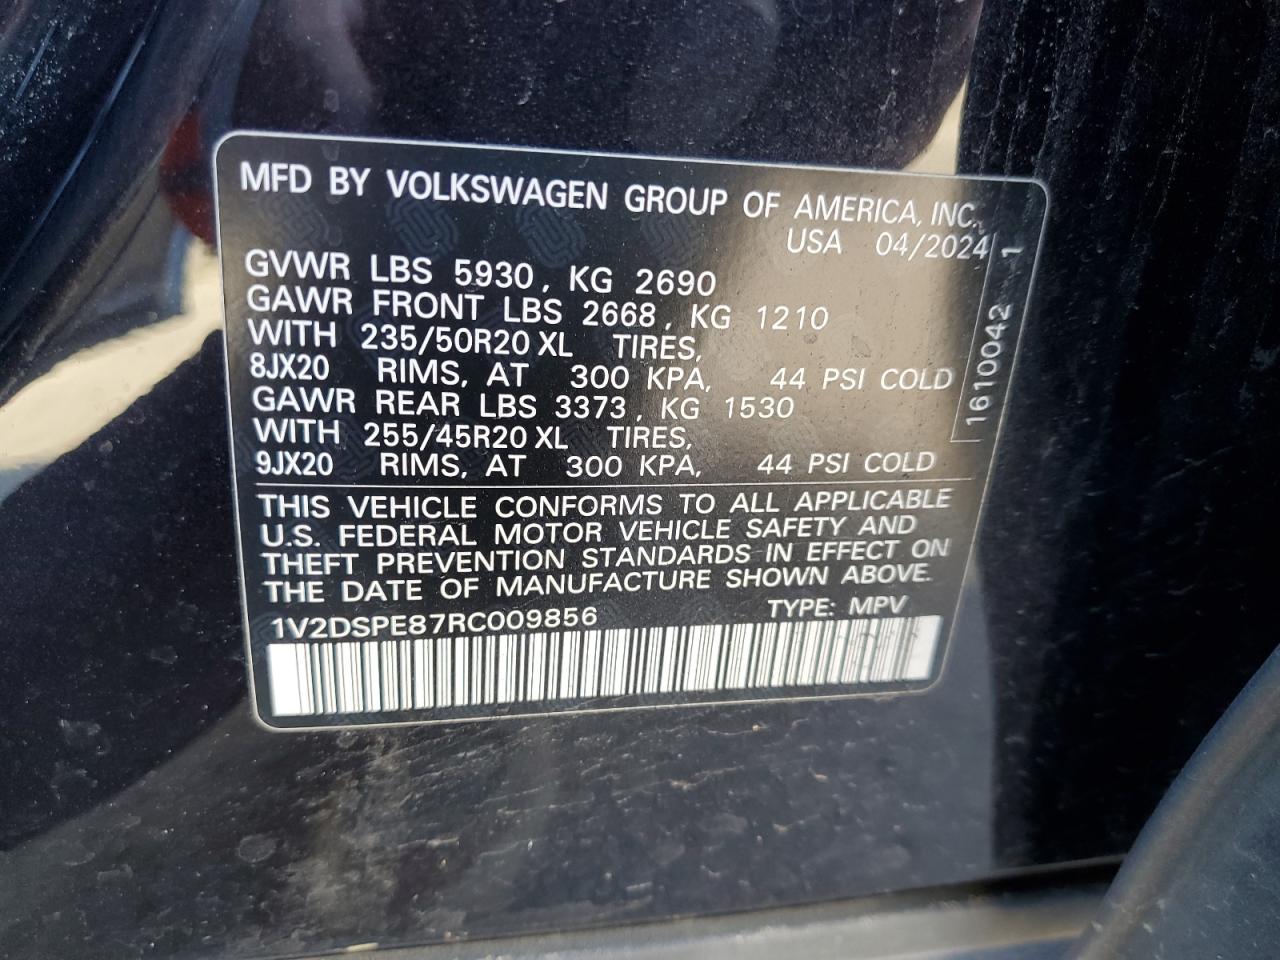 MFD BY VOLKSWAGEN GROUP OF AMERICA, INC.
USA 04/2024
GVWR LBS 5930, KG 2690
GAWR FRONT LBS 2668, KG 1210
WITH 235/50R20 XL TIRES,
8JX20 RIMS, AT 300 KPA, 44 PSI COLD
GAWR REAR LBS 3373, KG 1530
WITH 255/45R20 XL TIRES,
9JX20 RIMS, AT 300 KPA, 44 PSI COLD
1610042 1
THIS VEHICLE CONFORMS TO ALL APPLICABLE
U.S. FEDERAL MOTOR VEHICLE SAFETY AND
THEFT PREVENTION STANDARDS IN EFFECT ON
THE DATE OF MANUFACTURE SHOWN ABOVE.
1V2DSPE87RC009856 TYPE: MPV